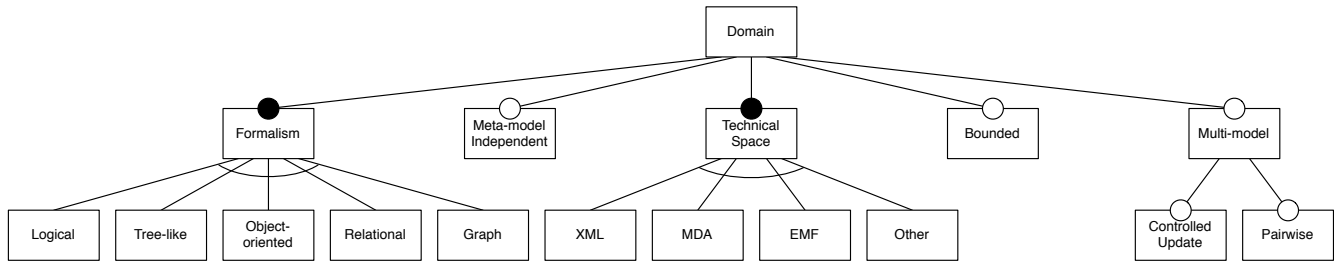 Domain
Formalism
Meta-model
Independent
Technical
Space
Bounded
Multi-model
Logical
Tree-like
Object-
oriented
Relational
Graph
XML
MDA
EMF
Other
Controlled
Update
Pairwise